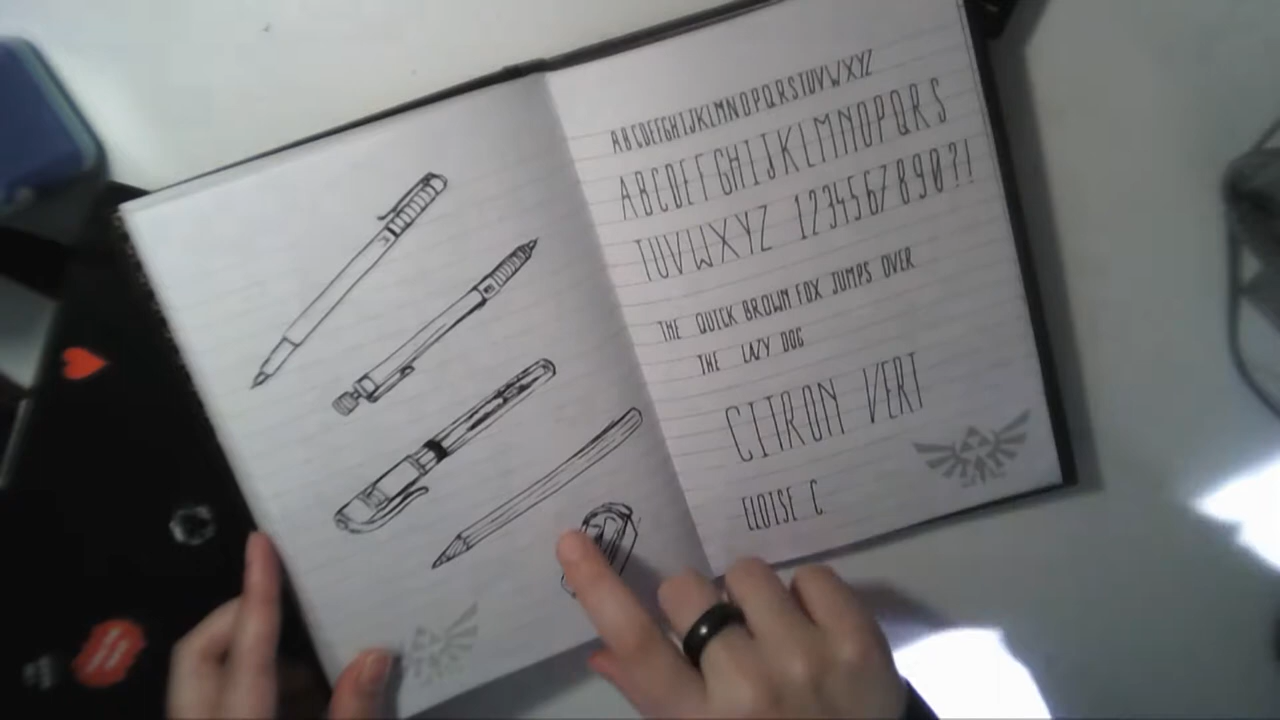 ABCDEFGHIJKLMNOPQRSTUVWXYZ
ABCDEFGHIJKLMNOPQRS
TUVWXYZ 1234567890?!
THE QUICK BROWN FOX JUMPS OVER
THE LAZY DOG
CITRON VERT
ELOISE C